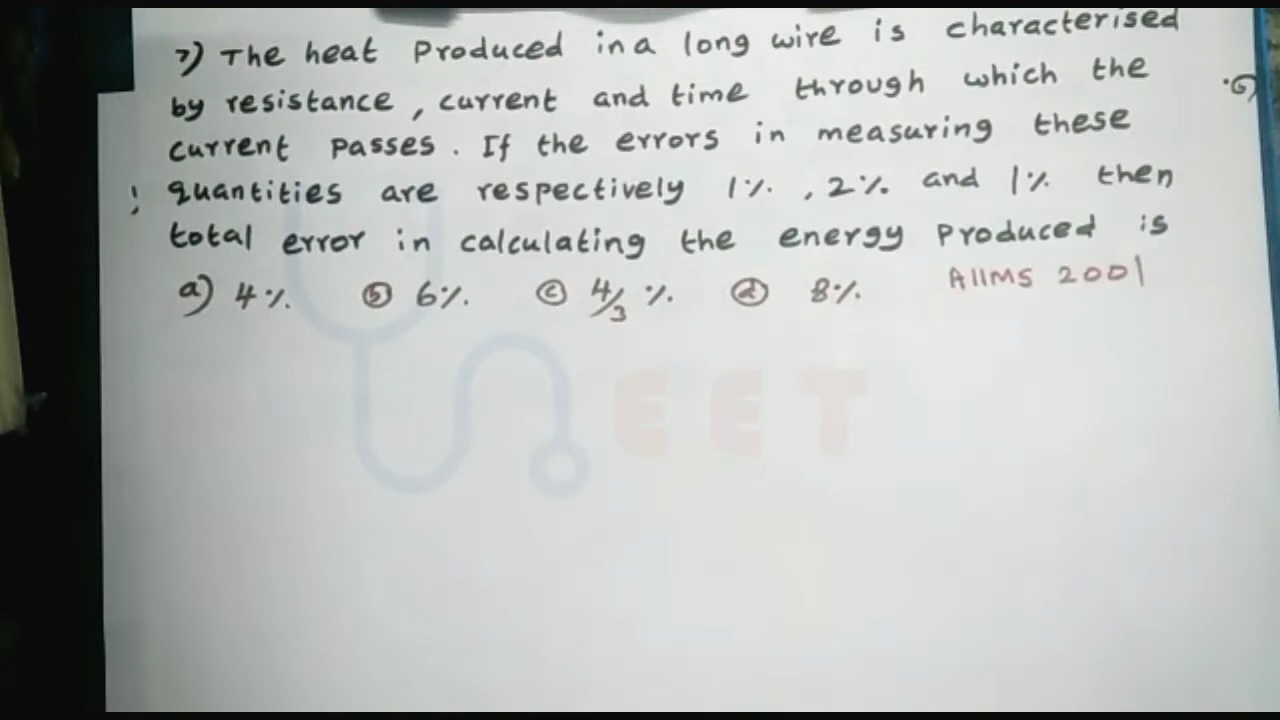 7) The heat produced in a long wire is characterised
by resistance, current and time through which the
current passes. If the errors in measuring these
quantities are respectively 1%, 2% and 1% then
total error in calculating the energy produced is
a) 4% ⓑ 6% ⓒ 4/3 % ⓓ 8% AIIMS 2001
EET